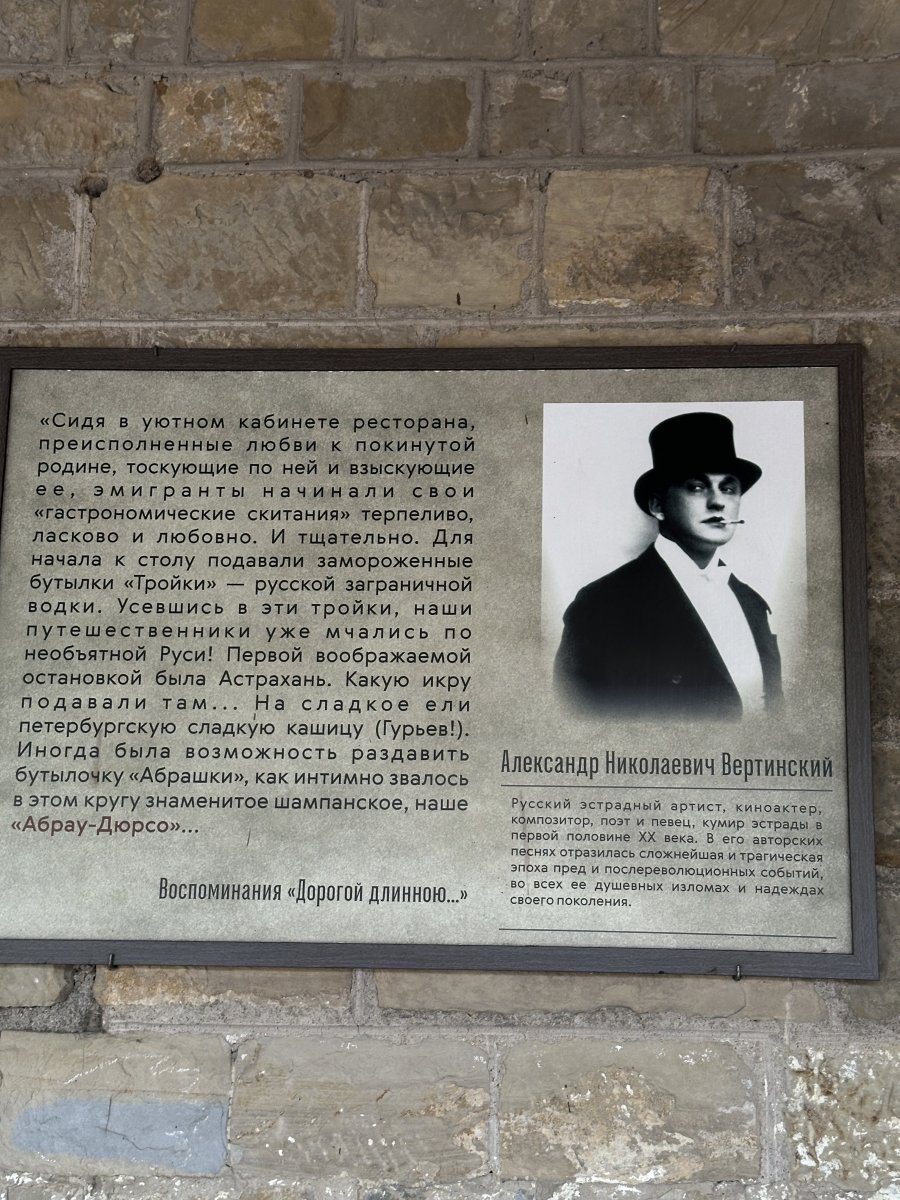 «Сидя в уютном кабинете ресторана,
преисполненные любви к покинутой
родине, тоскующие по ней и взыскующие
ее, эмигранты начинали свои
«гастрономические скитания» терпеливо,
ласково и любовно. И тщательно. Для
начала к столу подавали замороженные
бутылки «Тройки» — русской заграничной
водки. Усевшись в эти тройки, наши
путешественники уже мчались по
необъятной Руси! Первой воображаемой
остановкой была Астрахань. Какую икру
подавали там... На сладкое ели
петербургскую сладкую кашицу (Гурьев!).
Иногда была возможность раздавить
бутылочку «Абрашки», как интимно звалось
в этом кругу знаменитое шампанское, наше
«Абрау-Дюрсо»...
Воспоминания «Дорогой длинною...»
Александр Николаевич Вертинский
Русский эстрадный артист, киноактер,
композитор, поэт и певец, кумир эстрады в
первой половине XX века. В его авторских
песнях отразилась сложнейшая и трагическая
эпоха пред и послереволюционных событий,
во всех ее душевных изломах и надеждах
своего поколения.